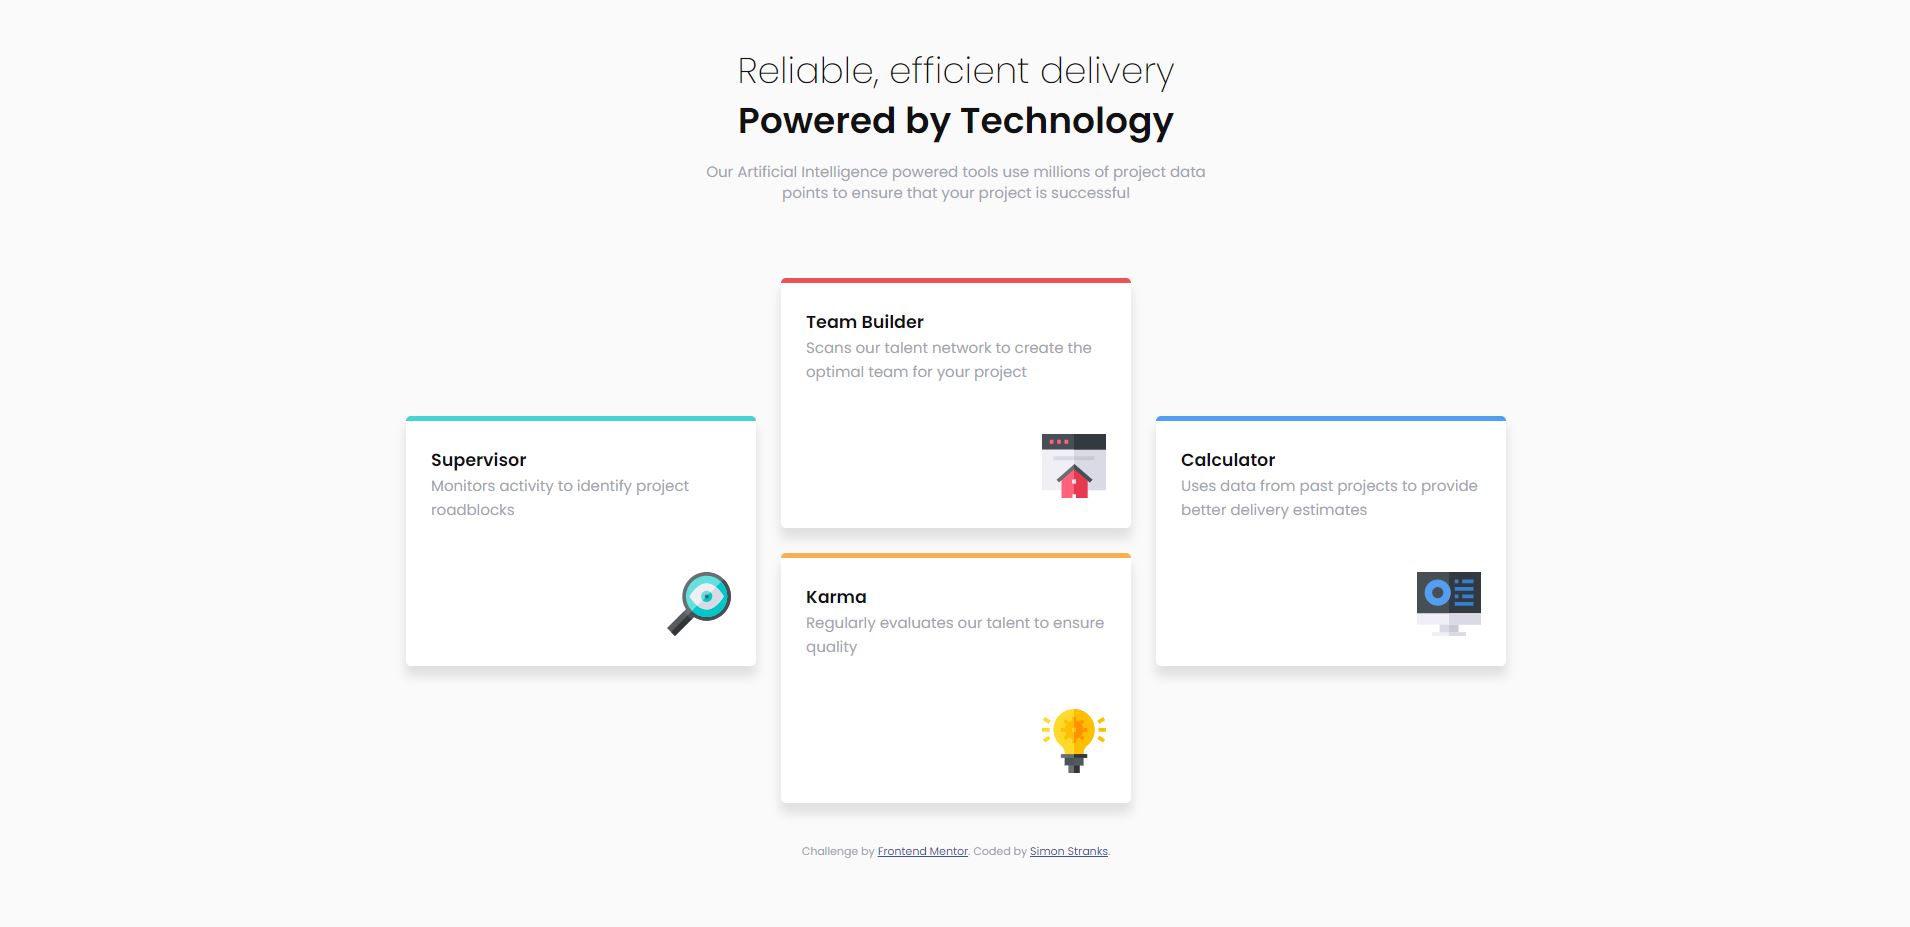 Reliable, efficient delivery
Powered by Technology
Our Artificial Intelligence powered tools use millions of project data
points to ensure that your project is successful
Team Builder
Scans our talent network to create the
optimal team for your project
Supervisor
Monitors activity to identify project
roadblocks
Calculator
Uses data from past projects to provide
better delivery estimates
Karma
Regularly evaluates our talent to ensure
quality
Challenge by Frontend Mentor. Coded by Simon Stranks.